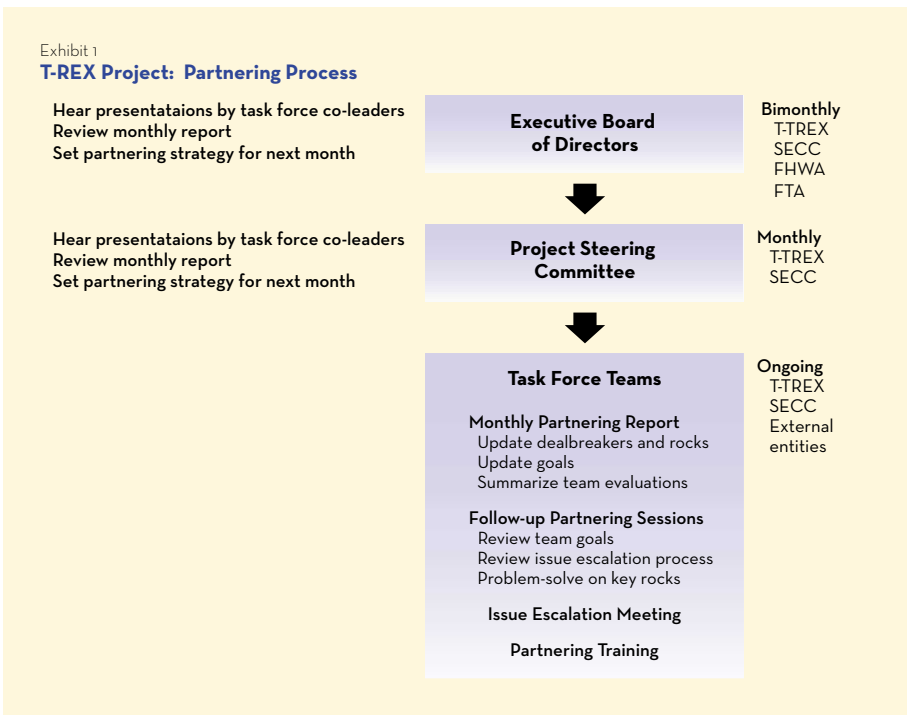 Exhibit 1
T-REX Project: Partnering Process
Hear presentataions by task force co-leaders
Review monthly report
Set partnering strategy for next month
Executive Board
of Directors
Bimonthly
T-TREX
SECC
FHWA
FTA
Hear presentataions by task force co-leaders
Review monthly report
Set partnering strategy for next month
Project Steering
Committee
Monthly
T-TREX
SECC
Task Force Teams
Monthly Partnering Report
Update dealbreakers and rocks
Update goals
Summarize team evaluations
Follow-up Partnering Sessions
Review team goals
Review issue escalation process
Problem-solve on key rocks
Issue Escalation Meeting
Partnering Training
Ongoing
T-TREX
SECC
External
entities